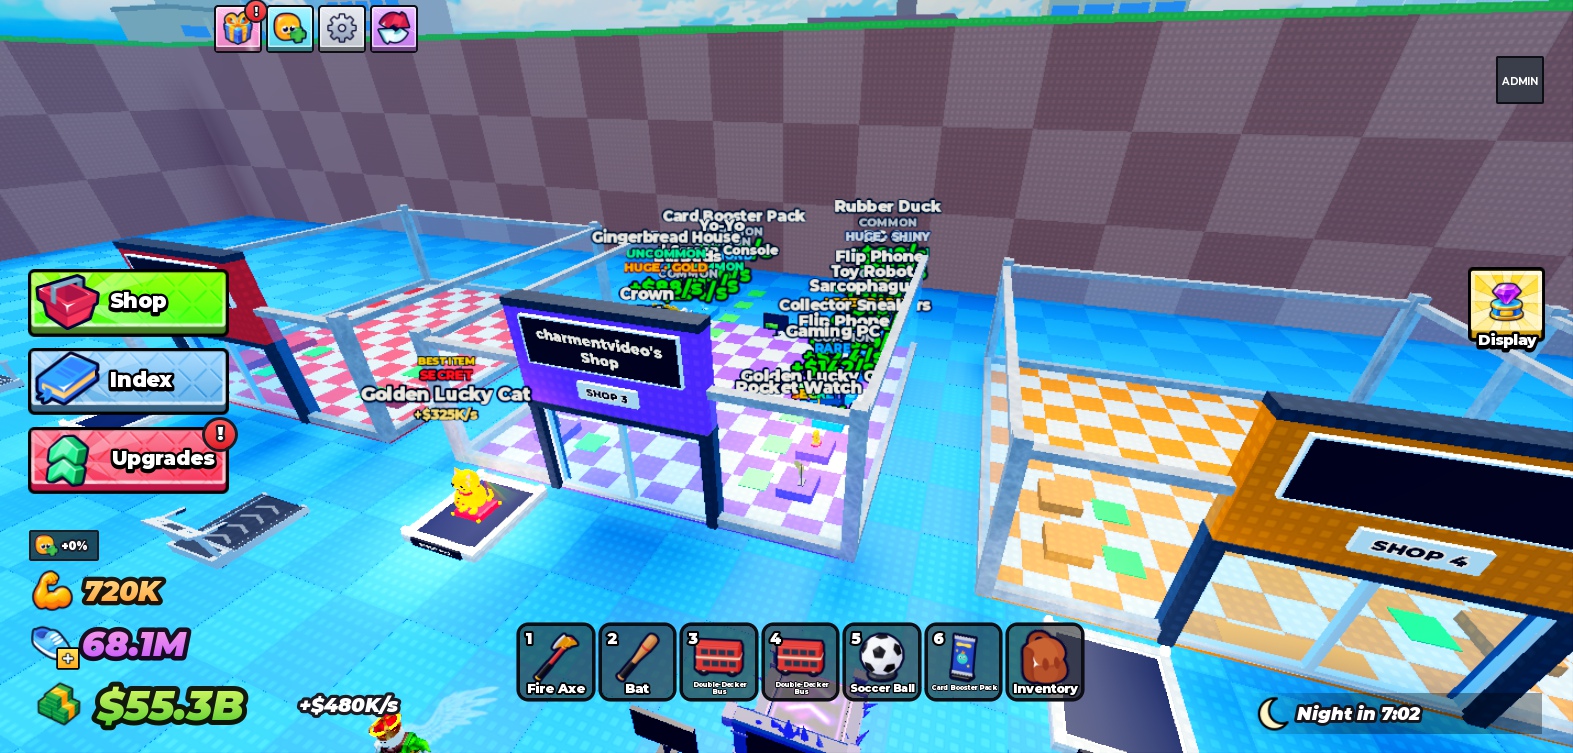 !
ADMIN
Rubber Duck
COMMON
HUGE SHINY
Card Booster Pack
Yo-Yo
Gingerbread House
Console
UNCOMMON
HUGE GOLD
COMMON
Crown
Flip Phone
Toy Robot
Collector Sneakers
Flip Phone
Gaming PC
RARE
Golden Lucky
Pocket Watch
Shop
Index
Upgrades
!
BEST ITEM
SECRET
Golden Lucky Cat
+$325K/s
charmentvideo's
Shop
SHOP 3
SHOP 4
Display
+0%
720K
68.1M
$55.3B
+$480K/s
1
Fire Axe
2
Bat
3
Double-Decker
Bus
4
Double-Decker
Bus
5
Soccer Ball
6
Card Booster Pack
Inventory
Night in 7:02